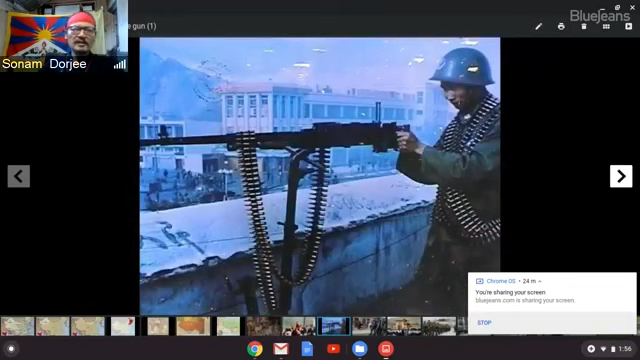 BlueJeans
e gun (1)
Sonam Dorjee
Chrome OS • 24 m
You're sharing your screen
bluejeans.com is sharing your screen.
STOP
1:56